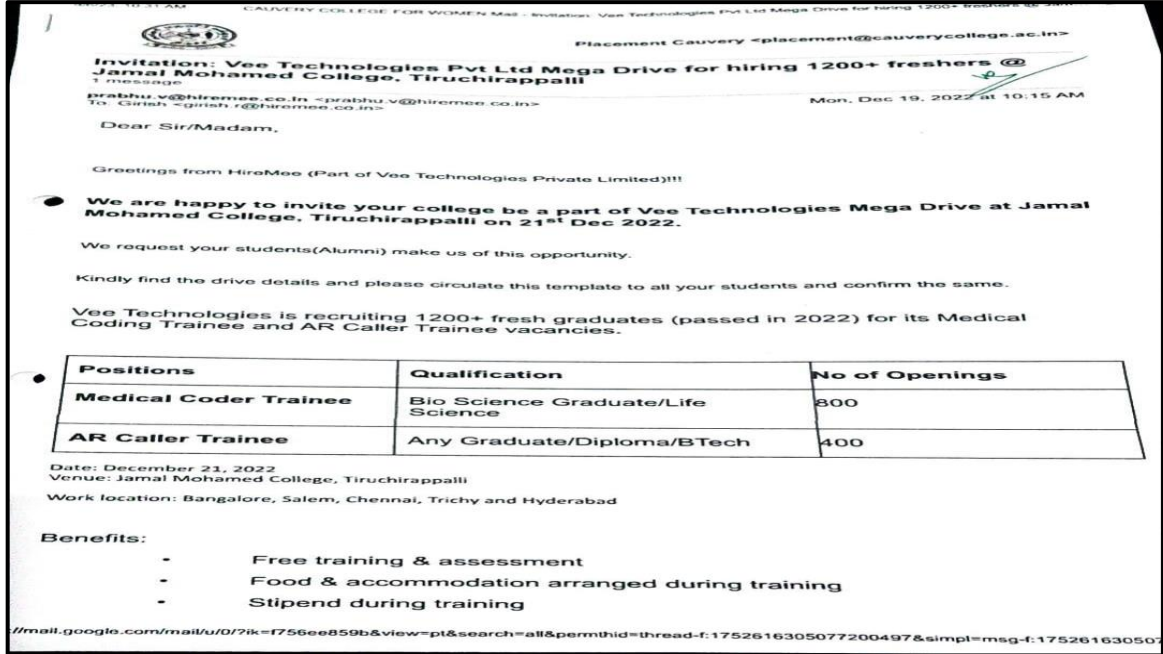 10:31 AM
CAUVERY COLLEGE FOR WOMEN Mail - Invitation: Vee Technologies Pvt Ltd Mega Drive for hiring 1200+ freshers @
Placement Cauvery <placement@cauverycollege.ac.in>
Invitation: Vee Technologies Pvt Ltd Mega Drive for hiring 1200+ freshers @
Jamal Mohamed College, Tiruchirappalli
1 message
prabhu.v@hiremee.co.in <prabhu.v@hiremee.co.in>
Mon, Dec 19, 2022 at 10:15 AM
To: Girish <girish.r@hiremee.co.in>
Dear Sir/Madam,
Greetings from HireMee (Part of Vee Technologies Private Limited)!!!
We are happy to invite your college be a part of Vee Technologies Mega Drive at Jamal
Mohamed College, Tiruchirappalli on 21st Dec 2022.
We request your students(Alumni) make us of this opportunity.
Kindly find the drive details and please circulate this template to all your students and confirm the same.
Vee Technologies is recruiting 1200+ fresh graduates (passed in 2022) for its Medical
Coding Trainee and AR Caller Trainee vacancies.
Positions Qualification No of Openings
Medical Coder Trainee Bio Science Graduate/Life 800
Science
AR Caller Trainee Any Graduate/Diploma/BTech 400
Date: December 21, 2022
Venue: Jamal Mohamed College, Tiruchirappalli
Work location: Bangalore, Salem, Chennai, Trichy and Hyderabad
Benefits:
- Free training & assessment
- Food & accommodation arranged during training
- Stipend during training
://mail.google.com/mail/u/0/?ik=f756ee859b&view=pt&search=all&permthid=thread-f:1752616305077200497&simpl=msg-f:175261630507